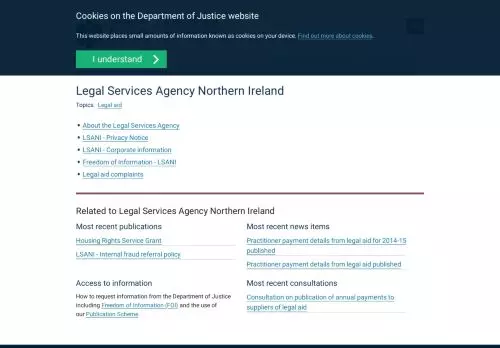 Cookies on the Department of Justice website
This website places small amounts of information known as cookies on your device. Find out more about cookies.
I understand
Legal Services Agency Northern Ireland
Topics: Legal aid
• About the Legal Services Agency
• LSANI - Privacy Notice
• LSANI - Corporate information
• Freedom of Information - LSANI
• Legal aid complaints
Related to Legal Services Agency Northern Ireland
Most recent publications
Housing Rights Service Grant
LSANI - Internal fraud referral policy
Most recent news items
Practitioner payment details from legal aid for 2014-15
published
Practitioner payment details from legal aid published
Access to information
How to request information from the Department of Justice
including Freedom of Information (FOI) and the use of
our Publication Scheme
Most recent consultations
Consultation on publication of annual payments to
suppliers of legal aid